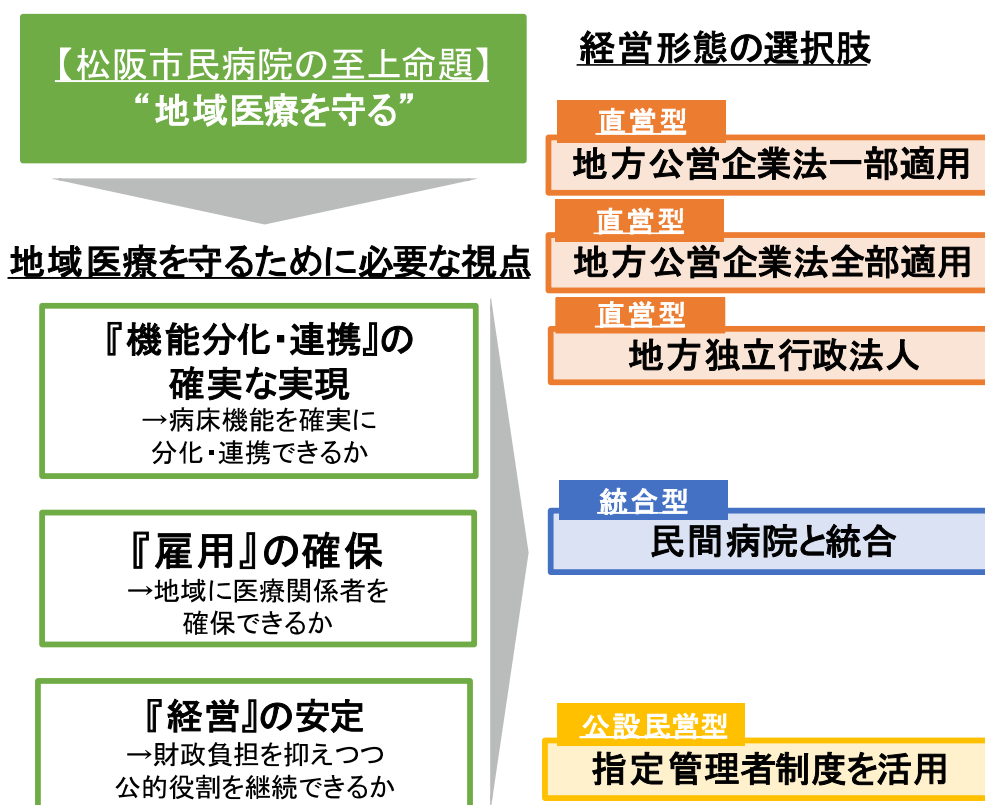 【松阪市民病院の至上命題】
“地域医療を守る”
地域医療を守るために必要な視点
『機能分化・連携』の
確実な実現
→病床機能を確実に
分化・連携できるか
『雇用』の確保
→地域に医療関係者を
確保できるか
『経営』の安定
→財政負担を抑えつつ
公的役割を継続できるか
経営形態の選択肢
直営型
地方公営企業法一部適用
直営型
地方公営企業法全部適用
直営型
地方独立行政法人
統合型
民間病院と統合
公設民営型
指定管理者制度を活用